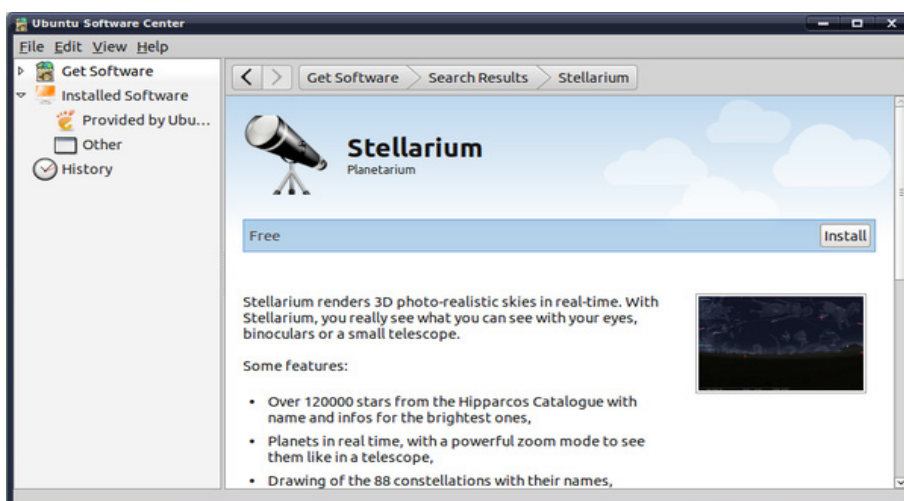 Ubuntu Software Center
File Edit View Help
Get Software
Installed Software
Provided by Ubu...
Other
History
Get Software
Search Results
Stellarium
Stellarium
Planetarium
Free
Install
Stellarium renders 3D photo-realistic skies in real-time. With
Stellarium, you really see what you can see with your eyes,
binoculars or a small telescope.
Some features:
• Over 120000 stars from the Hipparcos Catalogue with
name and infos for the brightest ones,
• Planets in real time, with a powerful zoom mode to see
them like in a telescope,
• Drawing of the 88 constellations with their names,